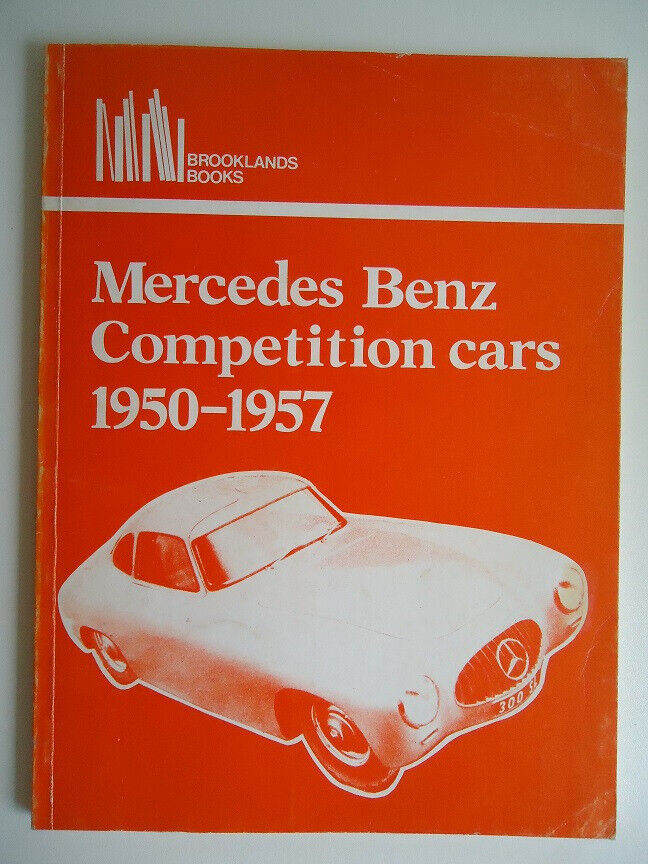 BROOKLANDS
BOOKS
Mercedes Benz
Competition cars
1950–1957
300 SL